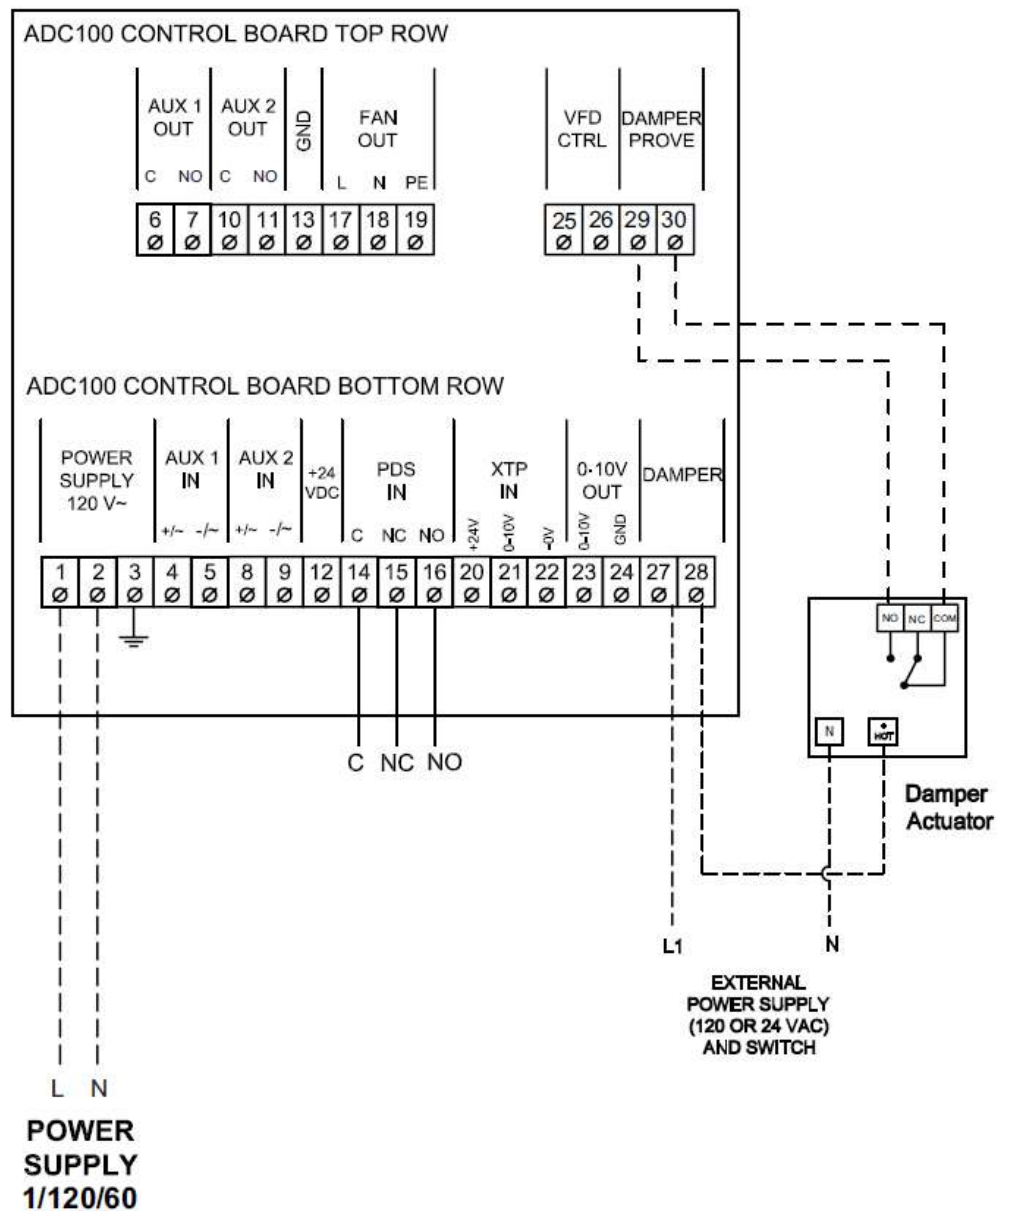 ADC100 CONTROL BOARD TOP ROW
AUX 1 OUT
AUX 2 OUT
GND
FAN OUT
VFD CTRL
DAMPER PROVE
C NO C NO L N PE
6 7 10 11 13 17 18 19 25 26 29 30
ADC100 CONTROL BOARD BOTTOM ROW
POWER SUPPLY 120 V~
AUX 1 IN
AUX 2 IN
+24 VDC
PDS IN
XTP IN
0-10V OUT
DAMPER
+/~ -/~ +/~ -/~ C NC NO +24V 0-10V -0V 0-10V GND
1 2 3 4 5 8 9 12 14 15 16 20 21 22 23 24 27 28
NO NC COM
N HOT
C NC NO
Damper
Actuator
L1 N
EXTERNAL
POWER SUPPLY
(120 OR 24 VAC)
AND SWITCH
L N
POWER
SUPPLY
1/120/60